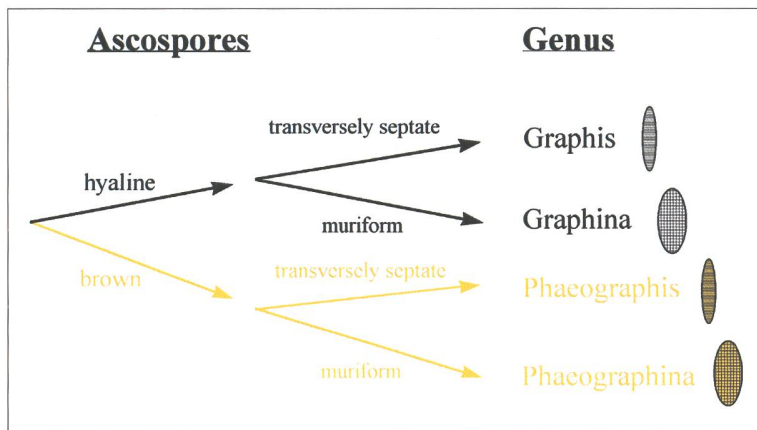 Ascospores
Genus
transversely septate
Graphis
hyaline
muriform
Graphina
brown
transversely septate
Phaeographis
muriform
Phaeographina